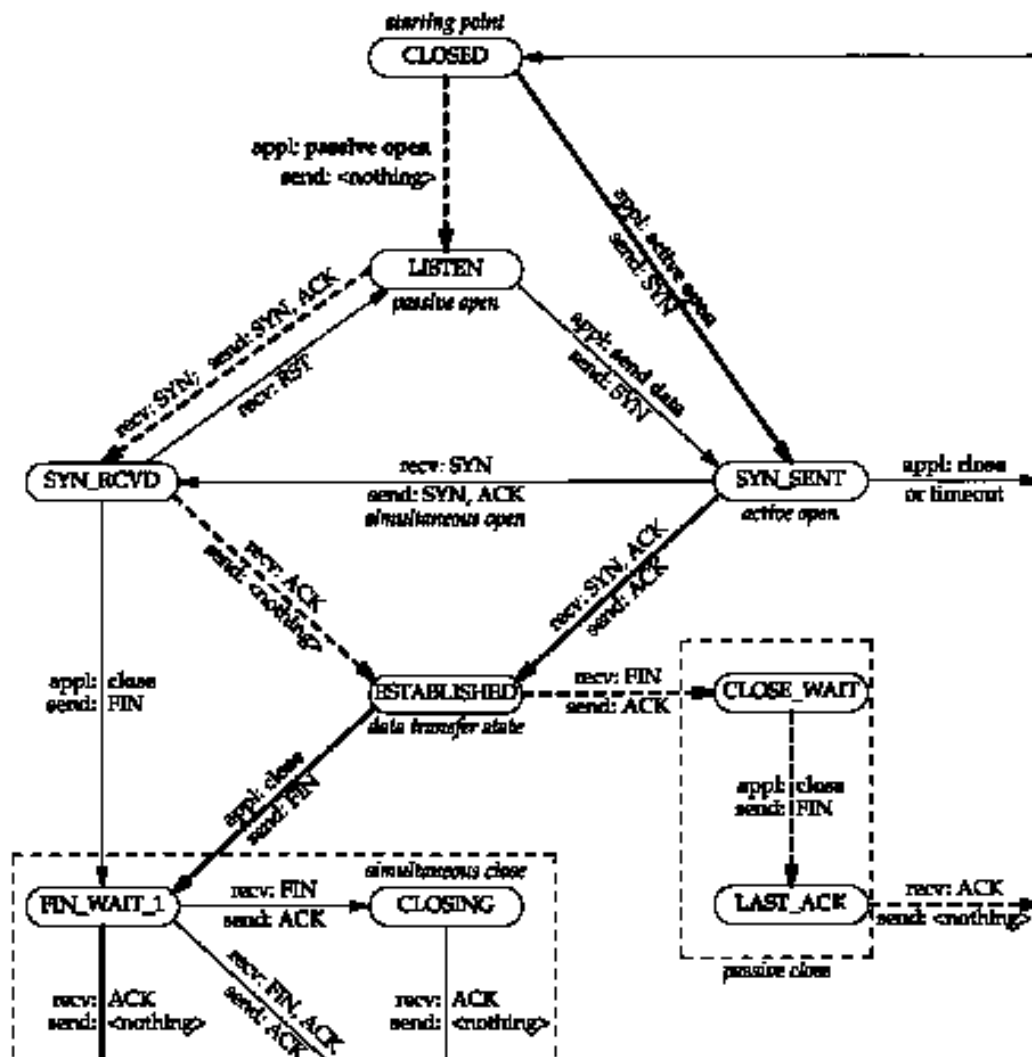 starting point
CLOSED
appl: passive open
send: <nothing>
appl: active open
send: SYN
LISTEN
passive open
recv: SYN; send: SYN, ACK
recv: RST
appl: send data
send: SYN
SYN_RCVD
recv: SYN
send: SYN, ACK
simultaneous open
SYN_SENT
active open
appl: close
or timeout
recv: ACK
send: <nothing>
recv: SYN, ACK
send: ACK
appl: close
send: FIN
ESTABLISHED
data transfer state
recv: FIN
send: ACK
CLOSE_WAIT
appl: close
send: FIN
appl: close
send: FIN
simultaneous close
FIN_WAIT_1
recv: FIN
send: ACK
CLOSING
LAST_ACK
recv: ACK
send: <nothing>
passive close
recv: ACK
send: <nothing>
recv: FIN, ACK
send: ACK
recv: ACK
send: <nothing>